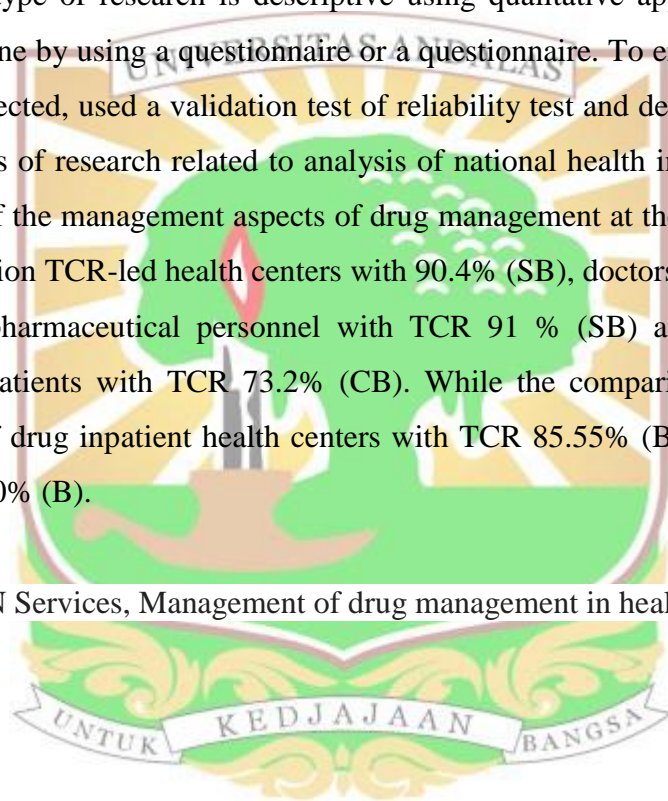 type of research is descriptive using qualitative ap
ne by using a questionnaire or a questionnaire. To e
UNIVERSITAS ANDALAS
ected, used a validation test of reliability test and de
s of research related to analysis of national health in
f the management aspects of drug management at the
ion TCR-led health centers with 90.4% (SB), doctors
pharmaceutical personnel with TCR 91 % (SB) a
atients with TCR 73.2% (CB). While the compari
f drug inpatient health centers with TCR 85.55% (B
0% (B).
N Services, Management of drug management in heal
UNTUK KEDJAJAAN BANGSA